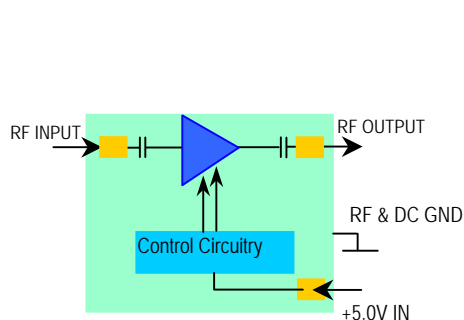 RF INPUT
RF OUTPUT
RF & DC GND
Control Circuitry
+5.0V IN